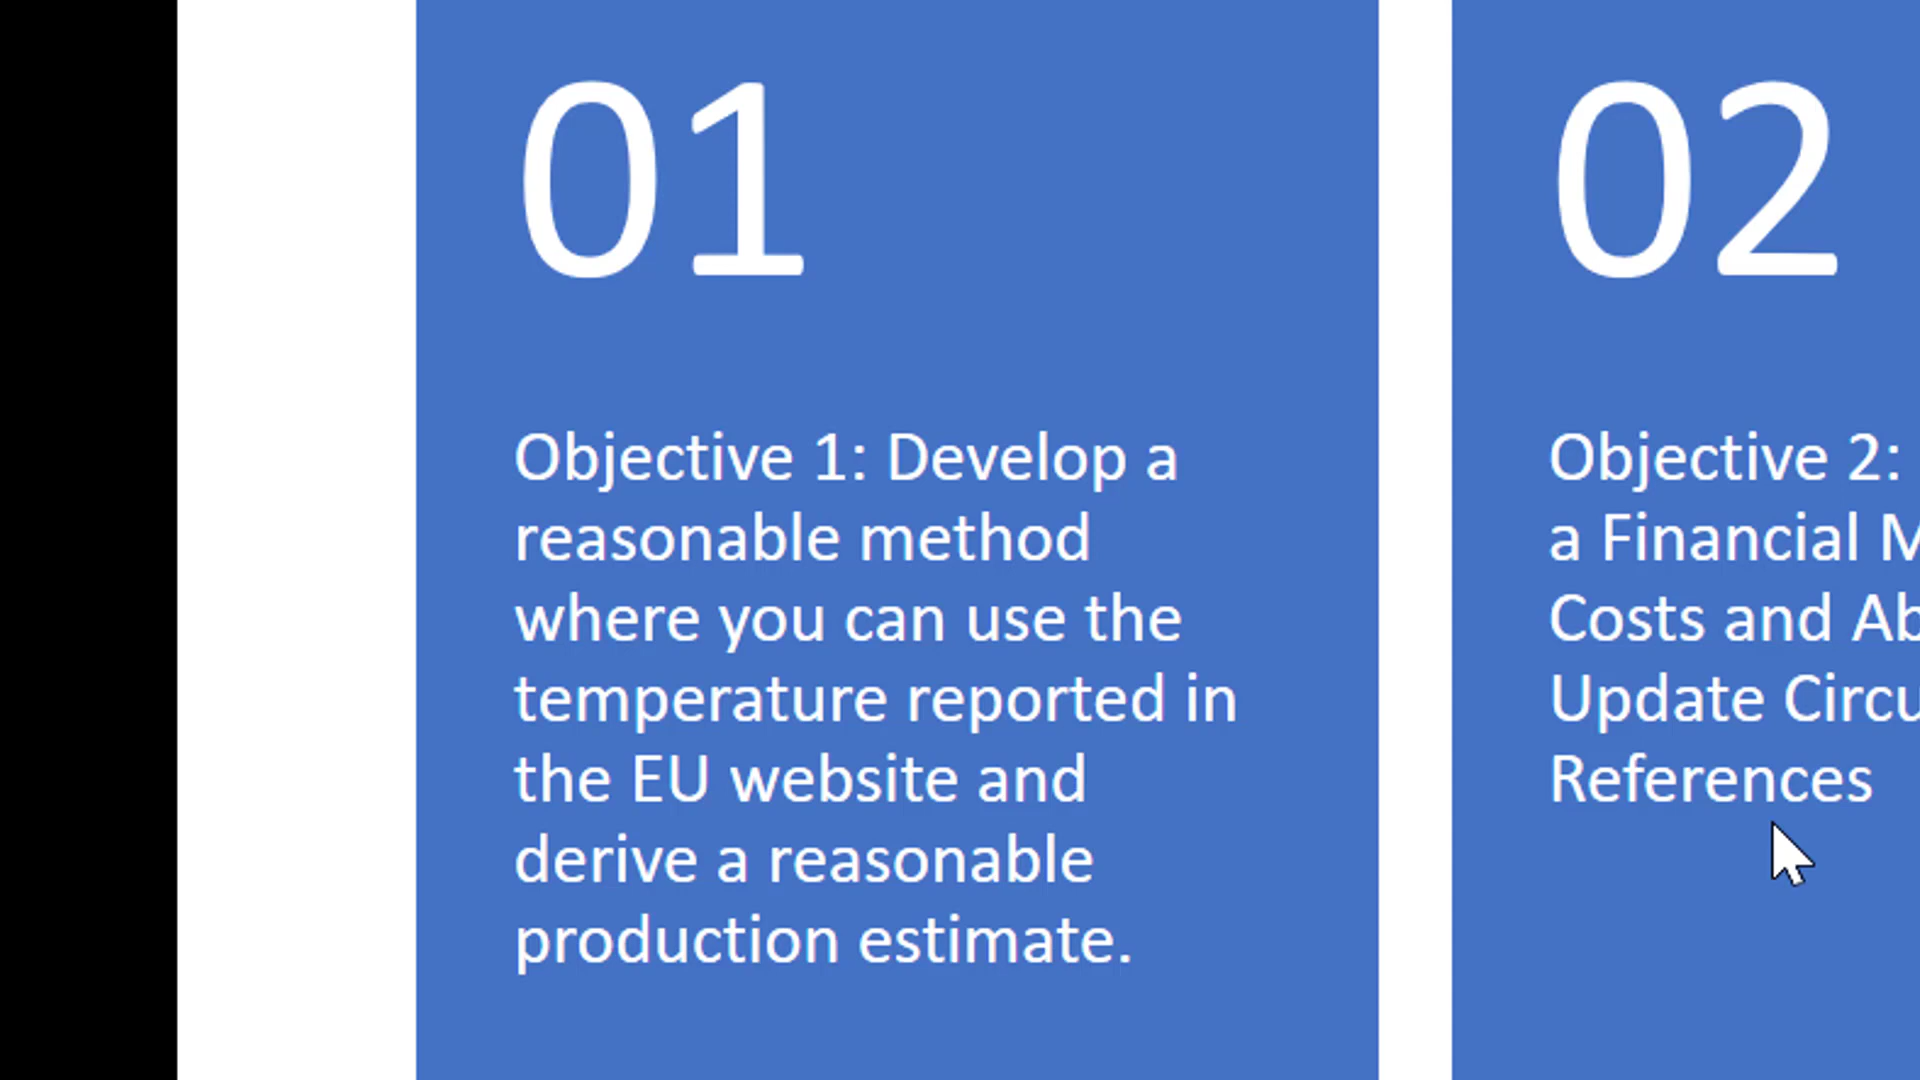 01
Objective 1: Develop a
reasonable method
where you can use the
temperature reported in
the EU website and
derive a reasonable
production estimate.
02
Objective 2:
a Financial
Costs and
Update
References